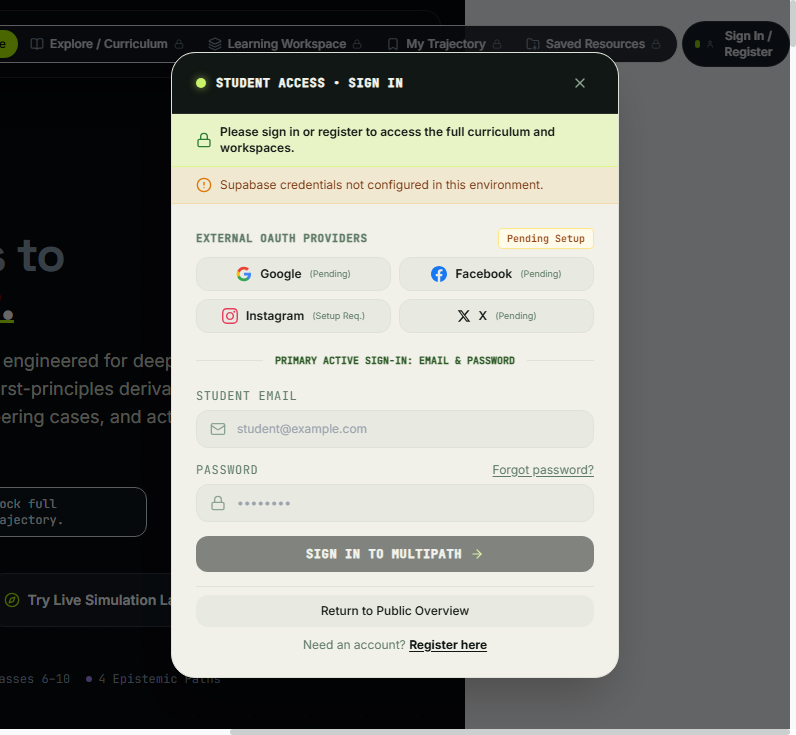 Explore / Curriculum
Learning Workspace
My Trajectory
Saved Resources
Sign In /
Register
STUDENT ACCESS • SIGN IN
Please sign in or register to access the full curriculum and
workspaces.
Supabase credentials not configured in this environment.
EXTERNAL OAUTH PROVIDERS
Pending Setup
Google (Pending)
Facebook (Pending)
Instagram (Setup Req.)
X (Pending)
PRIMARY ACTIVE SIGN-IN: EMAIL & PASSWORD
STUDENT EMAIL
student@example.com
PASSWORD
Forgot password?
••••••••
SIGN IN TO MULTIPATH →
Return to Public Overview
Need an account? Register here
s to
engineered for deep
rst-principles deriva
eering cases, and act
ock full
ajectory.
Try Live Simulation La
asses 6–10
4 Epistemic Paths